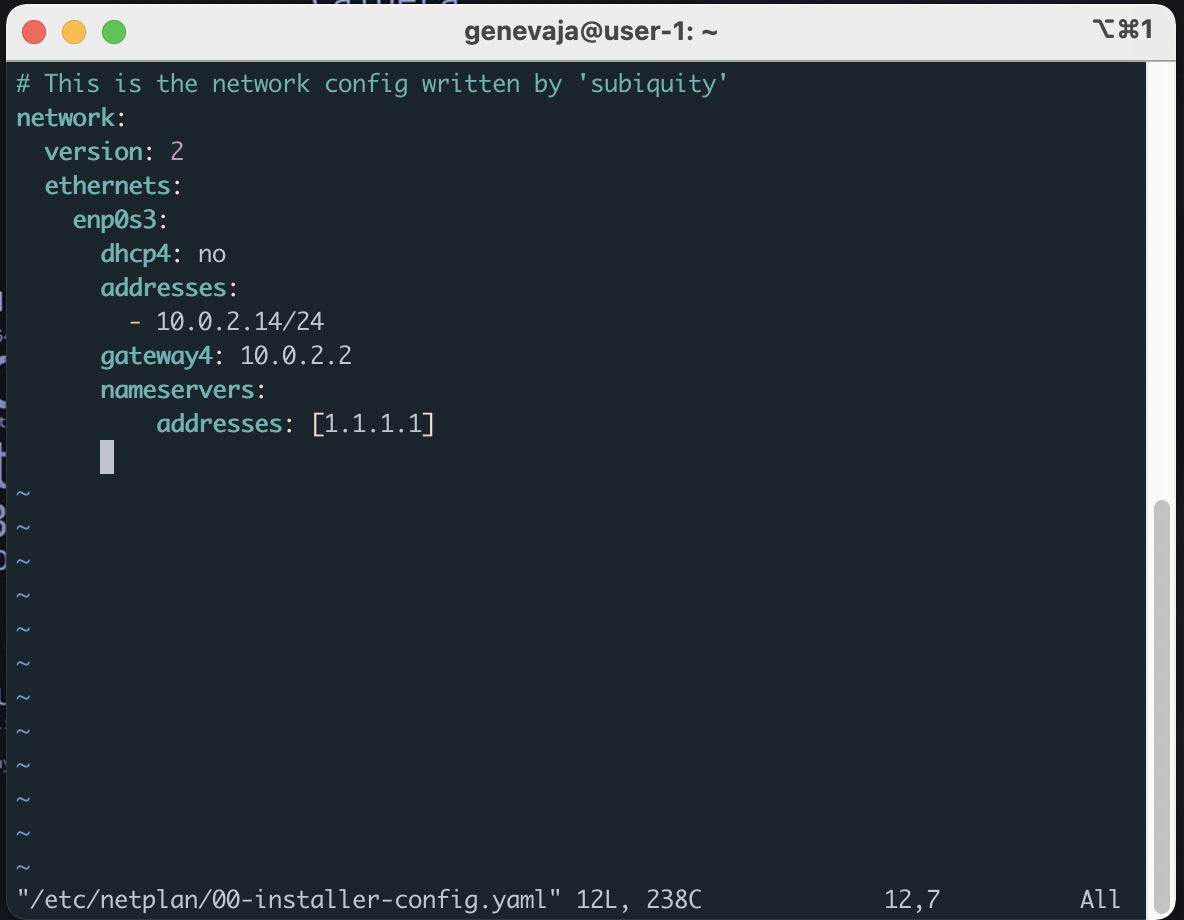 genevaja@user-1: ~
⌥⌘1
# This is the network config written by 'subiquity'
network:
  version: 2
  ethernets:
    enp0s3:
      dhcp4: no
      addresses:
        - 10.0.2.14/24
      gateway4: 10.0.2.2
      nameservers:
          addresses: [1.1.1.1]
~
~
~
~
~
~
~
~
~
~
~
~
"/etc/netplan/00-installer-config.yaml" 12L, 238C 12,7 All